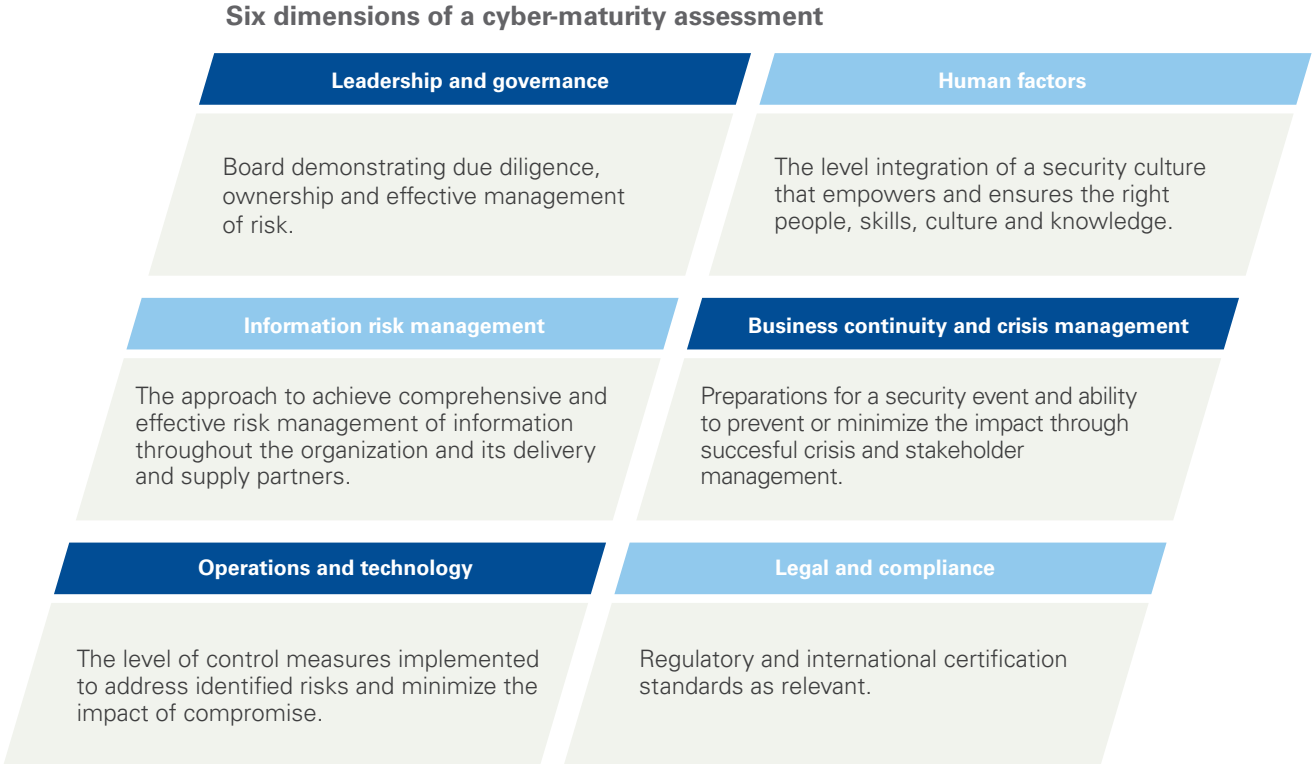 Six dimensions of a cyber-maturity assessment
Leadership and governance
Board demonstrating due diligence,
ownership and effective management
of risk.
Human factors
The level integration of a security culture
that empowers and ensures the right
people, skills, culture and knowledge.
Information risk management
The approach to achieve comprehensive and
effective risk management of information
throughout the organization and its delivery
and supply partners.
Business continuity and crisis management
Preparations for a security event and ability
to prevent or minimize the impact through
succesful crisis and stakeholder
management.
Operations and technology
The level of control measures implemented
to address identified risks and minimize the
impact of compromise.
Legal and compliance
Regulatory and international certification
standards as relevant.